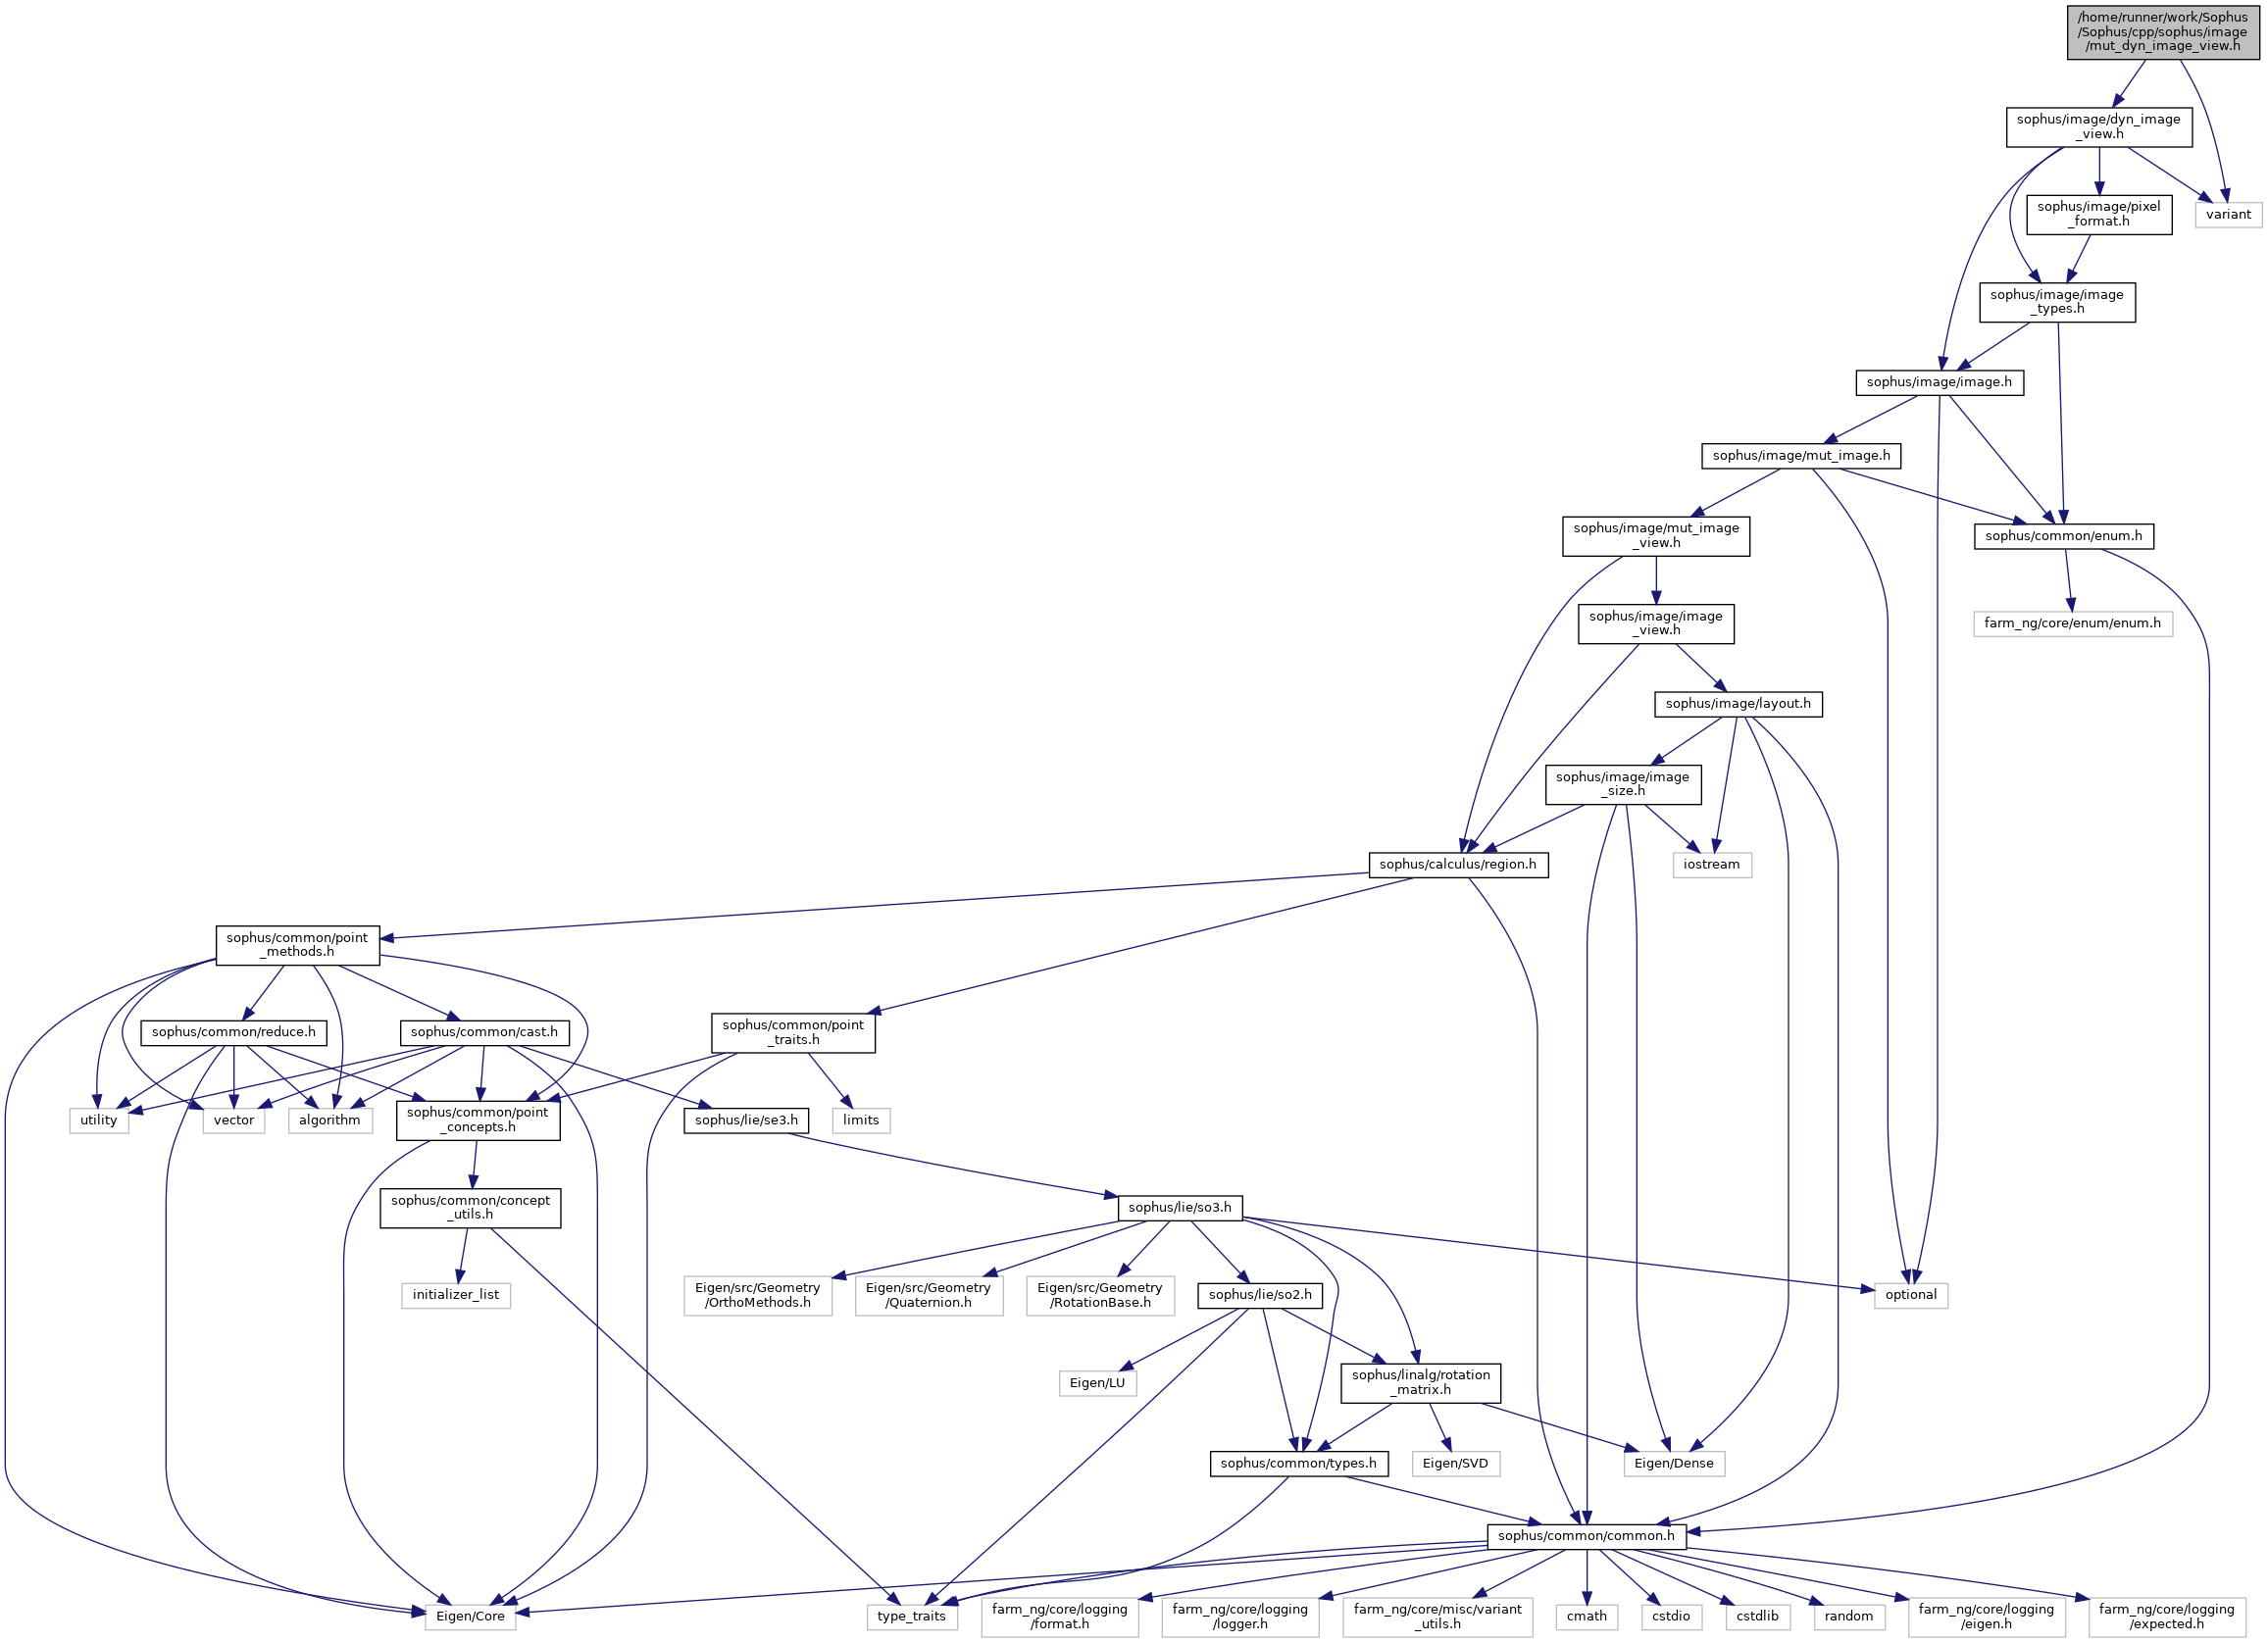 /home/runner/work/Sophus
/Sophus/cpp/sophus/image
/mut_dyn_image_view.h
sophus/image/dyn_image
_view.h
sophus/image/pixel
_format.h
variant
sophus/image/image
_types.h
sophus/image/image.h
sophus/image/mut_image.h
sophus/image/mut_image
_view.h
sophus/common/enum.h
sophus/image/image
_view.h
farm_ng/core/enum/enum.h
sophus/image/layout.h
sophus/image/image
_size.h
sophus/calculus/region.h
iostream
sophus/common/point
_methods.h
sophus/common/reduce.h
sophus/common/cast.h
sophus/common/point
_traits.h
utility
vector
algorithm
sophus/common/point
_concepts.h
sophus/lie/se3.h
limits
sophus/common/concept
_utils.h
sophus/lie/so3.h
initializer_list
Eigen/src/Geometry
/OrthoMethods.h
Eigen/src/Geometry
/Quaternion.h
Eigen/src/Geometry
/RotationBase.h
sophus/lie/so2.h
optional
Eigen/LU
sophus/linalg/rotation
_matrix.h
sophus/common/types.h
Eigen/SVD
Eigen/Dense
sophus/common/common.h
Eigen/Core
type_traits
farm_ng/core/logging
/format.h
farm_ng/core/logging
/logger.h
farm_ng/core/misc/variant
_utils.h
cmath
cstdio
cstdlib
random
farm_ng/core/logging
/eigen.h
farm_ng/core/logging
/expected.h